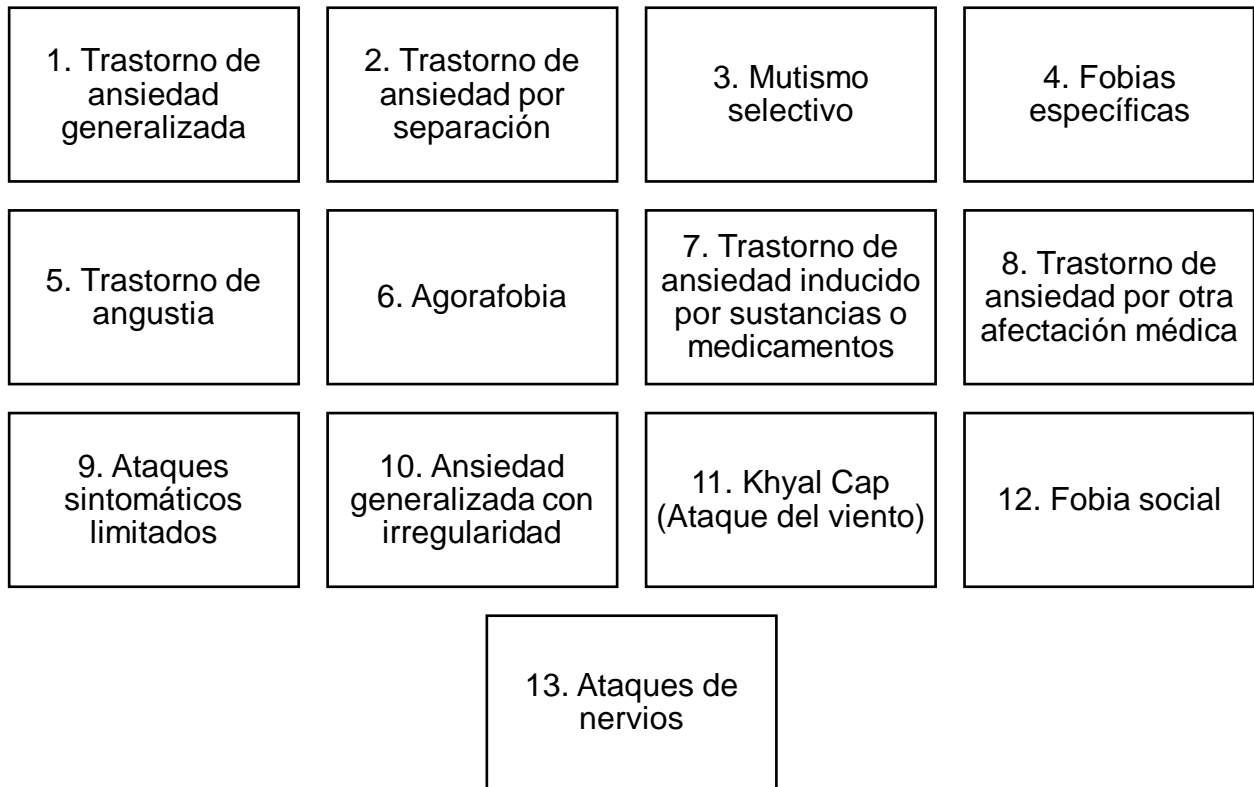 1. Trastorno de
ansiedad
generalizada
2. Trastorno de
ansiedad por
separación
3. Mutismo
selectivo
4. Fobias
específicas
5. Trastorno de
angustia
6. Agorafobia
7. Trastorno de
ansiedad inducido
por sustancias o
medicamentos
8. Trastorno de
ansiedad por otra
afectación médica
9. Ataques
sintomáticos
limitados
10. Ansiedad
generalizada con
irregularidad
11. Khyal Cap
(Ataque del viento)
12. Fobia social
13. Ataques de
nervios